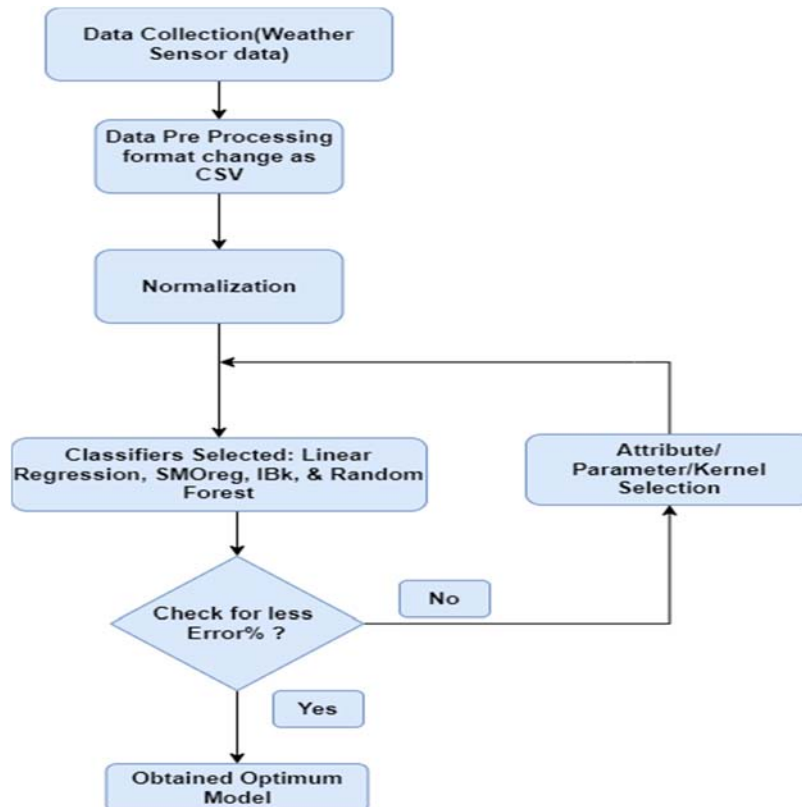 Data Collection(Weather
Sensor data)
Data Pre Processing
format change as
CSV
Normalization
Classifiers Selected: Linear
Regression, SMOreg, IBk, & Random
Forest
Attribute/
Parameter/Kernel
Selection
Check for less
Error% ?
No
Yes
Obtained Optimum
Model